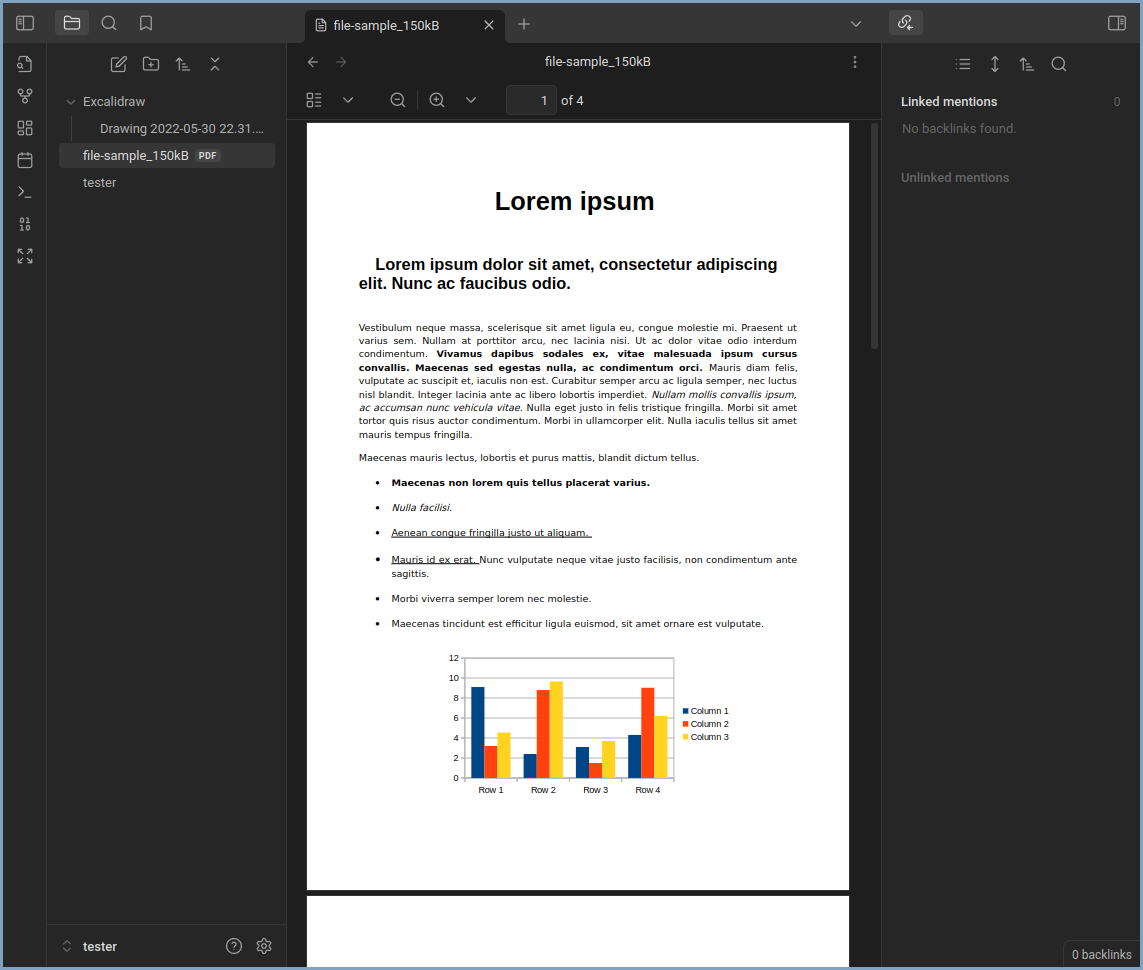 file-sample_150kB
Excalidraw
Drawing 2022-05-30 22.31....
file-sample_150kB PDF
tester
tester
file-sample_150kB
1 of 4
Lorem ipsum
Lorem ipsum dolor sit amet, consectetur adipiscing
elit. Nunc ac faucibus odio.
Vestibulum neque massa, scelerisque sit amet ligula eu, congue molestie mi. Praesent ut
varius sem. Nullam at porttitor arcu, nec lacinia nisi. Ut ac dolor vitae odio interdum
condimentum. Vivamus dapibus sodales ex, vitae malesuada ipsum cursus
convallis. Maecenas sed egestas nulla, ac condimentum orci. Mauris diam felis,
vulputate ac suscipit et, iaculis non est. Curabitur semper arcu ac ligula semper, nec luctus
nisl blandit. Integer lacinia ante ac libero lobortis imperdiet. Nullam mollis convallis ipsum,
ac accumsan nunc vehicula vitae. Nulla eget justo in felis tristique fringilla. Morbi sit amet
tortor quis risus auctor condimentum. Morbi in ullamcorper elit. Nulla iaculis tellus sit amet
mauris tempus fringilla.
Maecenas mauris lectus, lobortis et purus mattis, blandit dictum tellus.
• Maecenas non lorem quis tellus placerat varius.
• Nulla facilisi.
• Aenean congue fringilla justo ut aliquam.
• Mauris id ex erat. Nunc vulputate neque vitae justo facilisis, non condimentum ante
sagittis.
• Morbi viverra semper lorem nec molestie.
• Maecenas tincidunt est efficitur ligula euismod, sit amet ornare est vulputate.
12
10
8
6
4
2
0
Row 1 Row 2 Row 3 Row 4
Column 1
Column 2
Column 3
Linked mentions 0
No backlinks found.
Unlinked mentions
0 backlinks